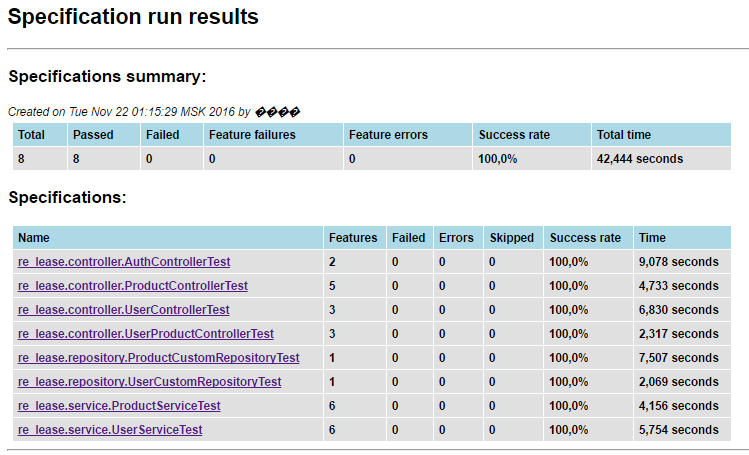 Specification run results
Specifications summary:
Created on Tue Nov 22 01:15:29 MSK 2016 by ����
Total Passed Failed Feature failures Feature errors Success rate Total time
8 8 0 0 0 100,0% 42,444 seconds
Specifications:
Name Features Failed Errors Skipped Success rate Time
re_lease.controller.AuthControllerTest 2 0 0 0 100,0% 9,078 seconds
re_lease.controller.ProductControllerTest 5 0 0 0 100,0% 4,733 seconds
re_lease.controller.UserControllerTest 3 0 0 0 100,0% 6,830 seconds
re_lease.controller.UserProductControllerTest 3 0 0 0 100,0% 2,317 seconds
re_lease.repository.ProductCustomRepositoryTest 1 0 0 0 100,0% 7,507 seconds
re_lease.repository.UserCustomRepositoryTest 1 0 0 0 100,0% 2,069 seconds
re_lease.service.ProductServiceTest 6 0 0 0 100,0% 4,156 seconds
re_lease.service.UserServiceTest 6 0 0 0 100,0% 5,754 seconds